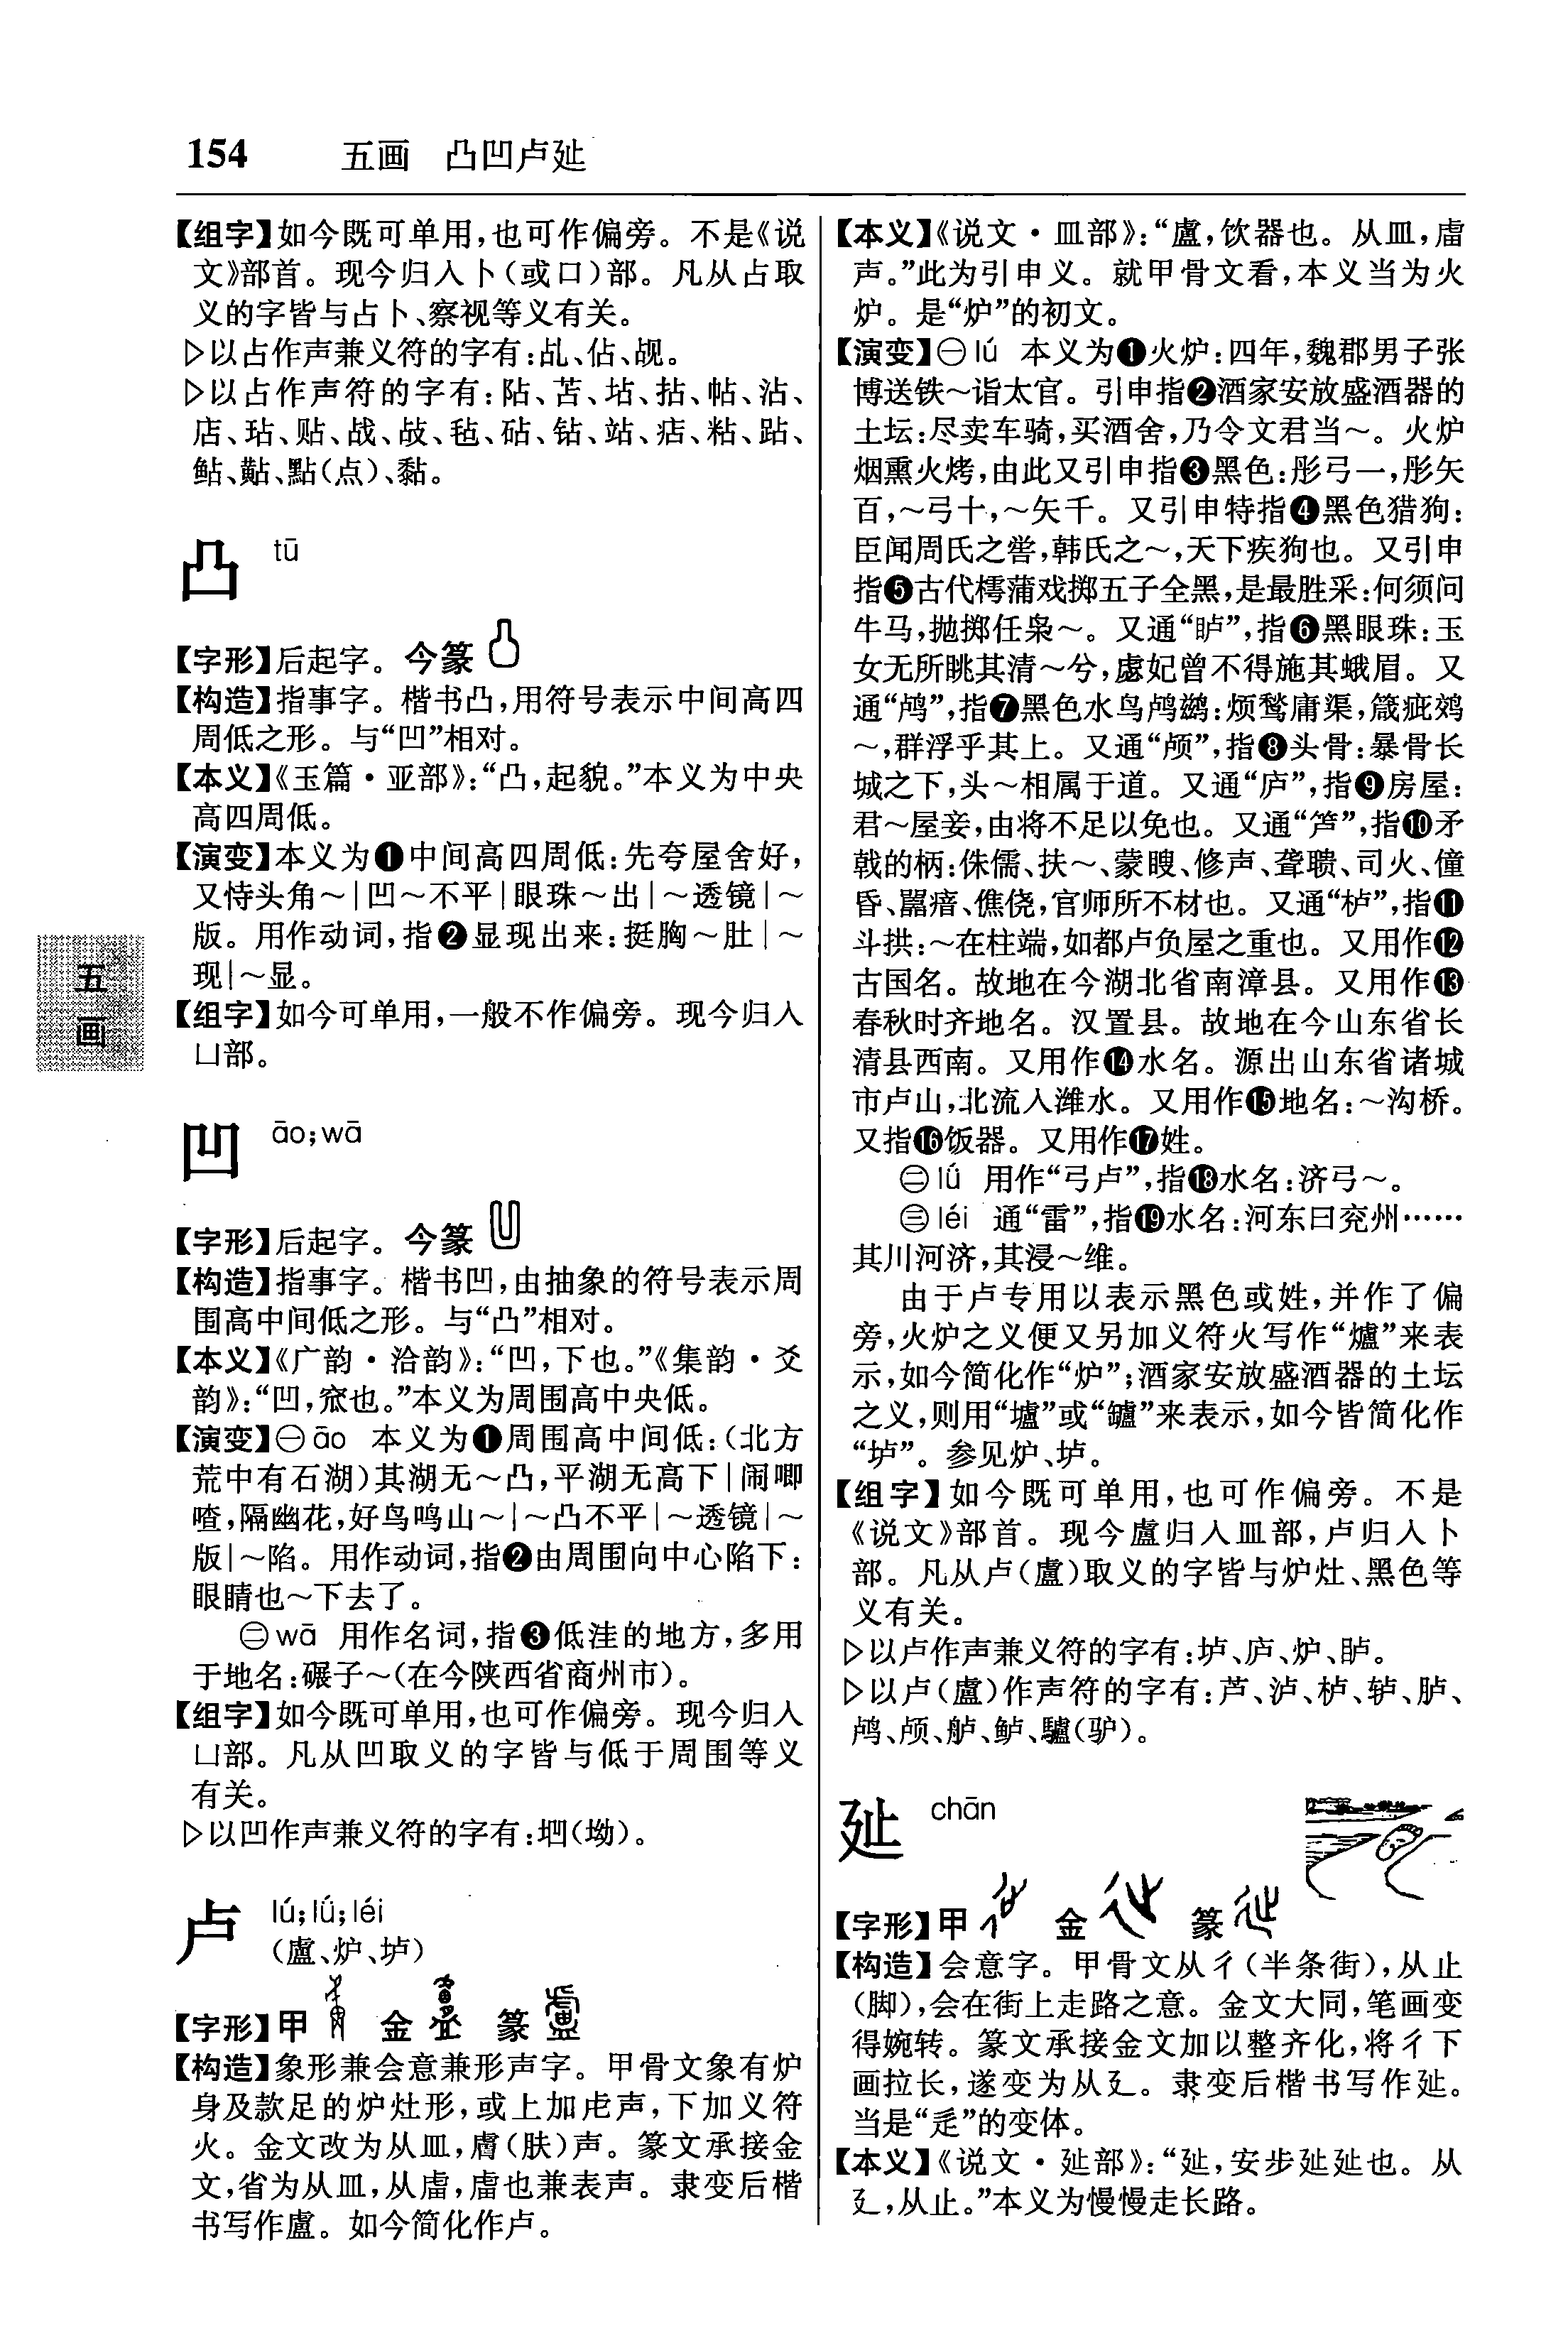 154 五画 凸凹卢延
【组字】如今既可单用,也可作偏旁。不是《说
文》部首。现今归入卜(或口)部。凡从占取
义的字皆与占卜、察视等义有关。
▷以占作声兼义符的字有:乩、佔、觇。
▷以占作声符的字有:阽、苫、坫、拈、帖、沾、
店、玷、贴、战、敁、毡、砧、钻、站、痁、粘、跕、
鲇、黇、點(点)、黏。
凸 tū
【字形】后起字。今篆
【构造】指事字。楷书凸,用符号表示中间高四
周低之形。与“凹”相对。
【本义】《玉篇·亚部》:“凸,起貌。”本义为中央
高四周低。
【演变】本义为❶中间高四周低:先夸屋舍好,
又恃头角～|凹～不平|眼珠～出|～透镜|～
版。用作动词,指❷显现出来:挺胸～肚|～
现|～显。
【组字】如今可单用,一般不作偏旁。现今归入
凵部。
凹 āo;wā
【字形】后起字。今篆
【构造】指事字。楷书凹,由抽象的符号表示周
围高中间低之形。与“凸”相对。
【本义】《广韵·洽韵》:“凹,下也。”《集韵·爻
韵》:“凹,窊也。”本义为周围高中央低。
【演变】㊀āo 本义为❶周围高中间低:(北方
荒中有石湖)其湖无～凸,平湖无高下|闹唧
喳,隔幽花,好鸟鸣山～|～凸不平|～透镜|～
版|～陷。用作动词,指❷由周围向中心陷下:
眼睛也～下去了。
㊁wā 用作名词,指❸低洼的地方,多用
于地名:碾子～(在今陕西省商州市)。
【组字】如今既可单用,也可作偏旁。现今归入
凵部。凡从凹取义的字皆与低于周围等义
有关。
▷以凹作声兼义符的字有:垇(坳)。
卢 lú;lǘ;léi
(盧、炉、垆)
【字形】甲 金 篆
【构造】象形兼会意兼形声字。甲骨文象有炉
身及款足的炉灶形,或上加虍声,下加义符
火。金文改为从皿,膚(肤)声。篆文承接金
文,省为从皿,从虘,虘也兼表声。隶变后楷
书写作盧。如今简化作卢。
【本义】《说文·皿部》:“盧,饮器也。从皿,虘
声。”此为引申义。就甲骨文看,本义当为火
炉。是“炉”的初文。
【演变】㊀lú 本义为❶火炉:四年,魏郡男子张
博送铁～诣太官。引申指❷酒家安放盛酒器的
土坛:尽卖车骑,买酒舍,乃令文君当～。火炉
烟熏火烤,由此又引申指❸黑色:彤弓一,彤矢
百,～弓十,～矢千。又引申特指❹黑色猎狗:
臣闻周氏之喾,韩氏之～,天下疾狗也。又引申
指❺古代樗蒲戏掷五子全黑,是最胜采:何须问
牛马,抛掷任枭～。又通“眝”,指❻黑眼珠:玉
女无所眺其清～兮,虙妃曾不得施其蛾眉。又
通“鸬”,指❼黑色水鸟鸬鹚:烦鹜庸渠,箴疵鵁
～,群浮乎其上。又通“颅”,指❽头骨:暴骨长
城之下,头～相属于道。又通“庐”,指❾房屋:
君～屋妾,由将不足以免也。又通“笋”,指❿矛
戟的柄:侏儒、扶～、蒙瞍、修声、聋聩、司火、僮
昏、嚚瘖、僬侥,官师所不材也。又通“栌”,指⓫
斗拱:～在柱端,如都卢负屋之重也。又用作⓬
古国名。故地在今湖北省南漳县。又用作⓭
春秋时齐地名。汉置县。故地在今山东省长
清县西南。又用作⓮水名。源出山东省诸城
市卢山,北流入潍水。又用作⓯地名:～沟桥。
又指⓰饭器。又用作⓱姓。
㊁lǘ 用作“弓卢”,指⓲水名:济弓～。
㊂léi 通“雷”,指⓳水名:河东曰兖州……
其川河济,其浸～维。
由于卢专用以表示黑色或姓,并作了偏
旁,火炉之义便又另加义符火写作“爐”来表
示,如今简化作“炉”;酒家安放盛酒器的土坛
之义,则用“壚”或“罏”来表示,如今皆简化作
“垆”。参见炉、垆。
【组字】如今既可单用,也可作偏旁。不是
《说文》部首。现今盧归入皿部,卢归入卜
部。凡从卢(盧)取义的字皆与炉灶、黑色等
义有关。
▷以卢作声兼义符的字有:垆、庐、炉、眝。
▷以卢(盧)作声符的字有:芦、泸、栌、轳、胪、
鸬、颅、舻、鲈、驢(驴)。
㢟 chān
【字形】甲 金 篆
【构造】会意字。甲骨文从彳(半条街),从止
(脚),会在街上走路之意。金文大同,笔画变
得婉转。篆文承接金文加以整齐化,将彳下
画拉长,遂变为从廴。隶变后楷书写作㢟。
当是“辵”的变体。
【本义】《说文·㢟部》:“㢟,安步㢟㢟也。从
廴,从止。”本义为慢慢走长路。
五
画